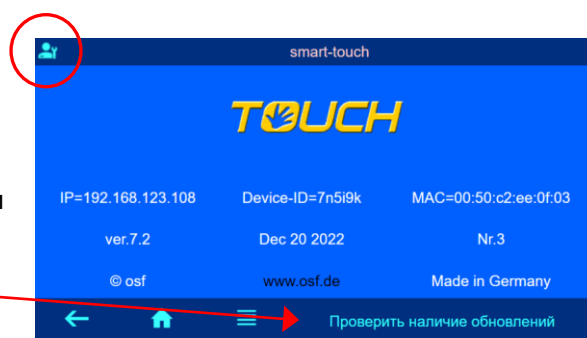 smart-touch
TOUCH
IP=192.168.123.108 Device-ID=7n5i9k MAC=00:50:c2:ee:0f:03
ver.7.2 Dec 20 2022 Nr.3
© osf www.osf.de Made in Germany
Проверить наличие обновлений